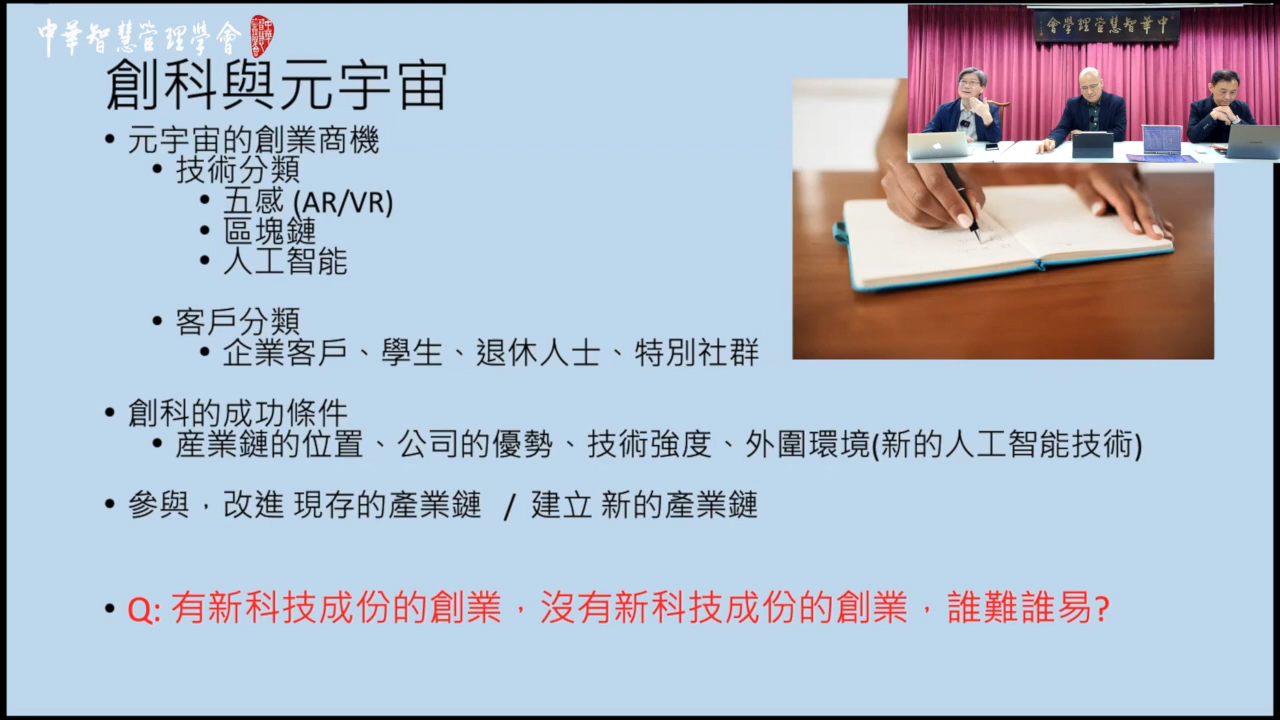 中華智慧管理學會
會學理管慧智華中
創科與元宇宙
• 元宇宙的創業商機
• 技術分類
• 五感 (AR/VR)
• 區塊鏈
• 人工智能
• 客戶分類
• 企業客戶、學生、退休人士、特別社群
• 創科的成功條件
• 産業鏈的位置、公司的優勢、技術強度、外圍環境(新的人工智能技術)
• 參與，改進 現存的產業鏈 / 建立 新的產業鏈
• Q: 有新科技成份的創業，沒有新科技成份的創業，誰難誰易?